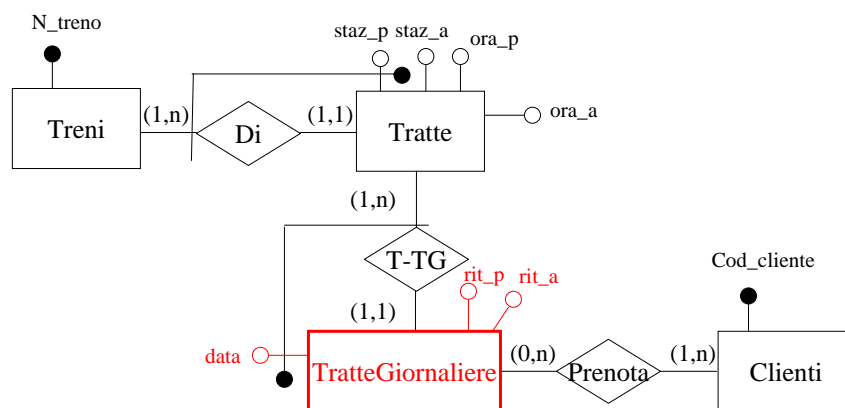 N_treno
staz_p staz_a ora_p
Treni
(1,n)
Di
(1,1)
Tratte
ora_a
(1,n)
T-TG
(1,1)
rit_p
rit_a
Cod_cliente
data
TratteGiornaliere
(0,n)
Prenota
(1,n)
Clienti